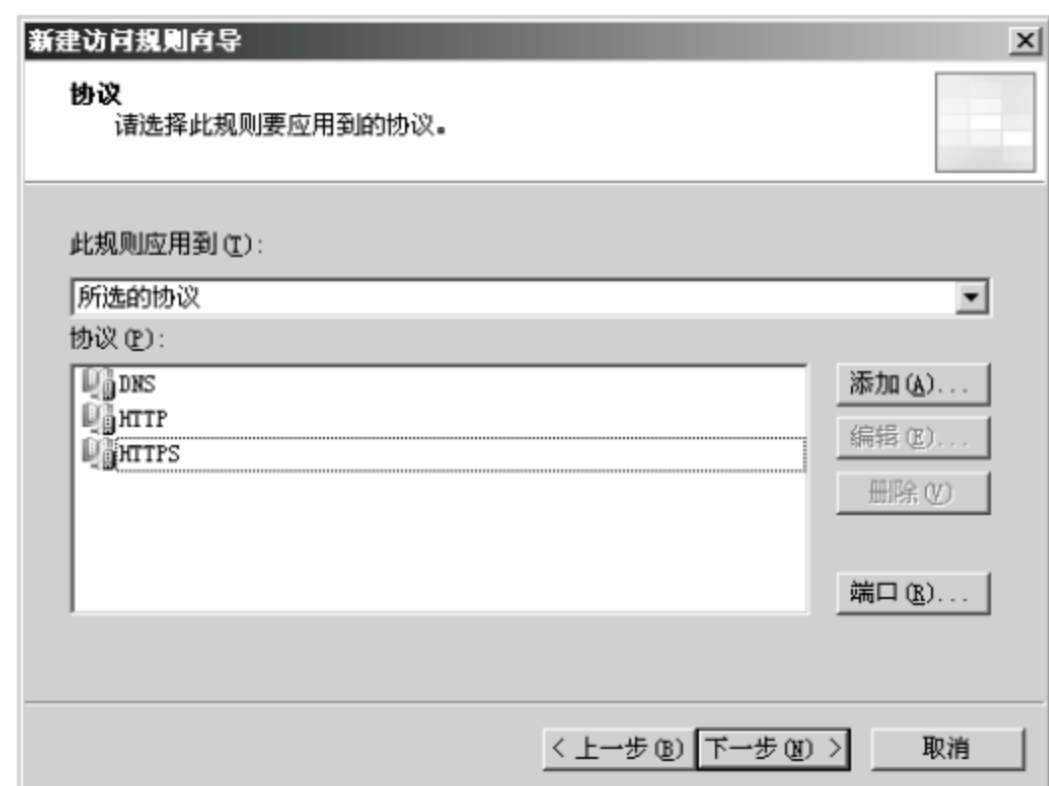 新建访问规则向导
协议
请选择此规则要应用到的协议。
此规则应用到(T):
所选的协议
协议(P):
DNS
HTTP
HTTPS
添加(A)...
编辑(E)...
删除(V)
端口(R)...
< 上一步(B)
下一步(N) >
取消